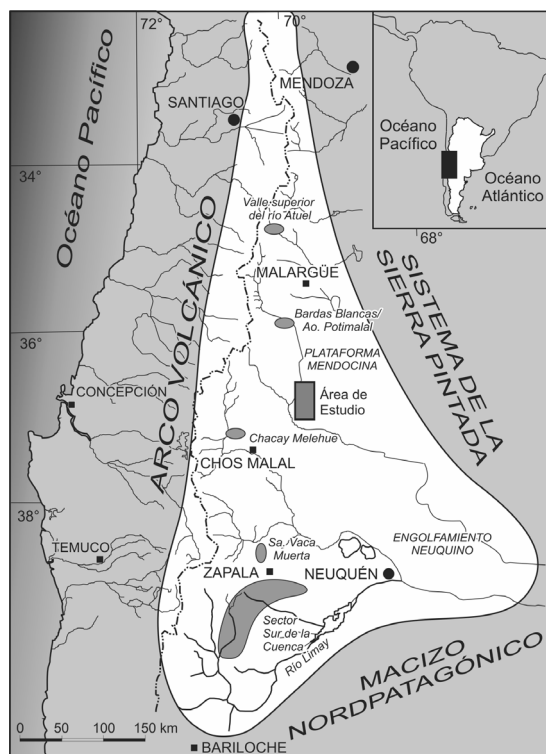 72°
70°
MENDOZA
SANTIAGO
Océano Pacífico
Océano
Pacífico
Océano
Atlántico
34°
68°
Valle superior
del río Atuel
MALARGÜE
SISTEMA DE LA
SIERRA PINTADA
Bardas Blancas/
Ao. Potimalal
ARCO VOLCÁNICO
36°
PLATAFORMA
MENDOCINA
CONCEPCIÓN
Área de
Estudio
Chacay Melehue
CHOS MALAL
38°
ENGOLFAMIENTO
NEUQUINO
TEMUCO
Sa. Vaca
Muerta
ZAPALA
NEUQUÉN
Sector
Sur de la
Cuenca
Río Limay
MACIZO
NORDPATAGÓNICO
0 50 100 150 km
BARILOCHE